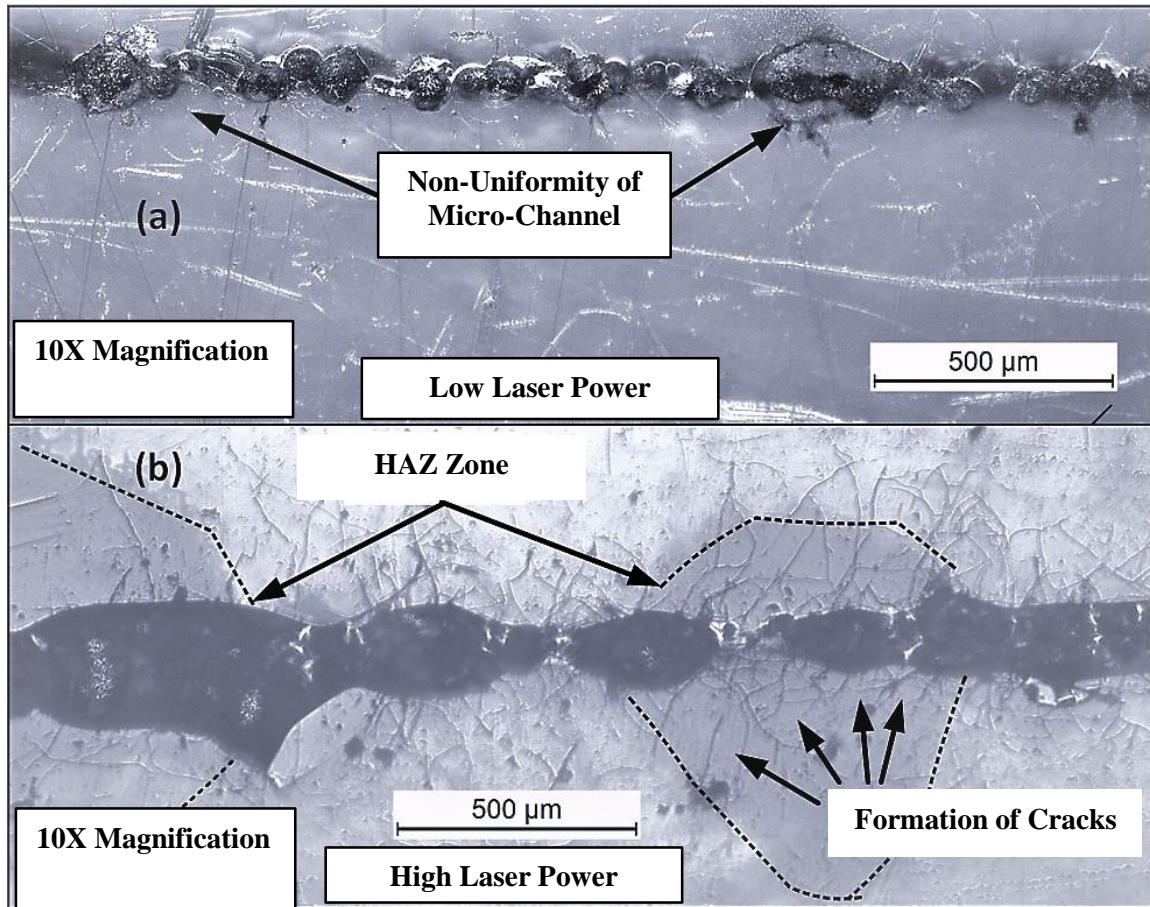 Non-Uniformity of
Micro-Channel
(a)
10X Magnification
Low Laser Power
500 µm
(b)
HAZ Zone
500 µm
Formation of Cracks
10X Magnification
High Laser Power